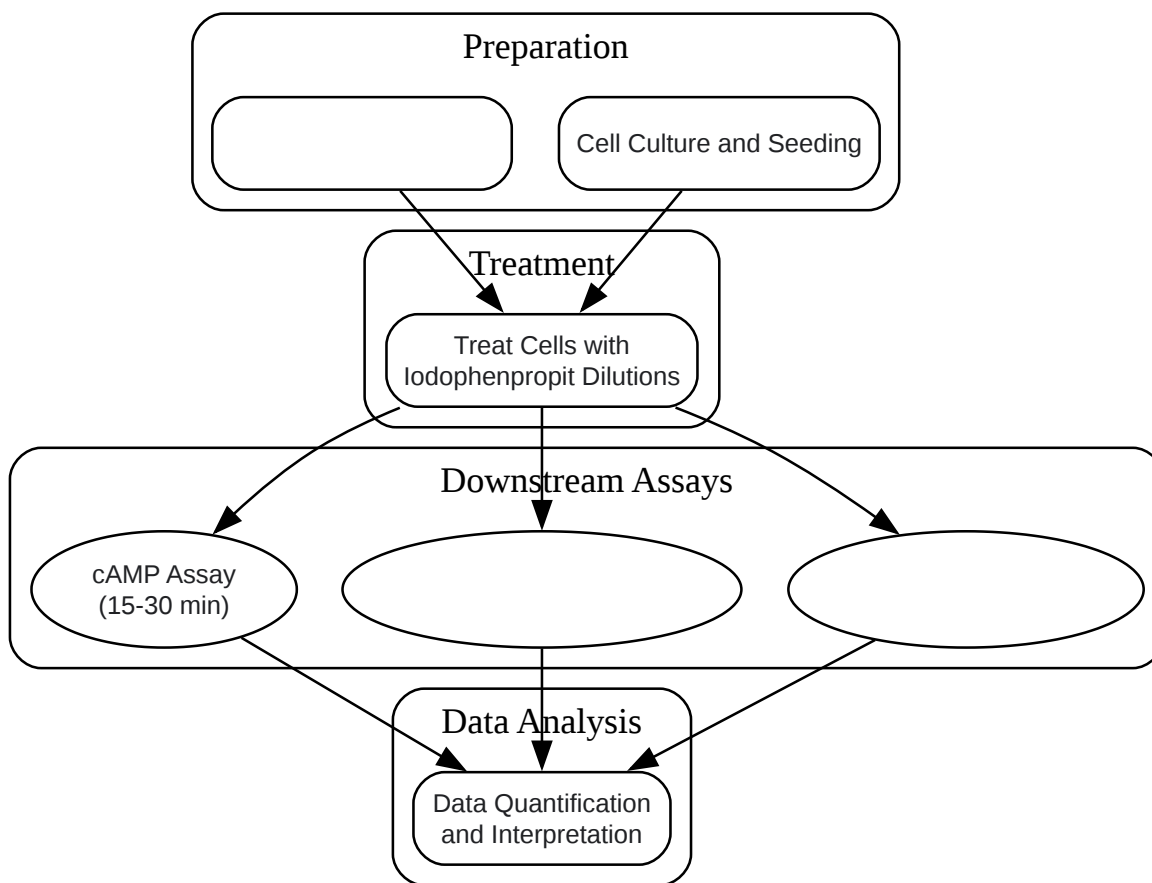 Preparation
Cell Culture and Seeding
Treatment
Treat Cells with
Iodophenpropit Dilutions
Downstream Assays
cAMP Assay
(15-30 min)
Data Analysis
Data Quantification
and Interpretation